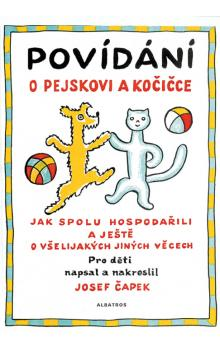 POVÍDÁNÍ
O PEJSKOVI A KOČIČCE
JAK SPOLU HOSPODAŘILI
A JEŠTĚ
O VŠELIJAKÝCH JINÝCH VĚCECH
Pro děti
napsal a nakreslil
JOSEF ČAPEK
ALBATROS